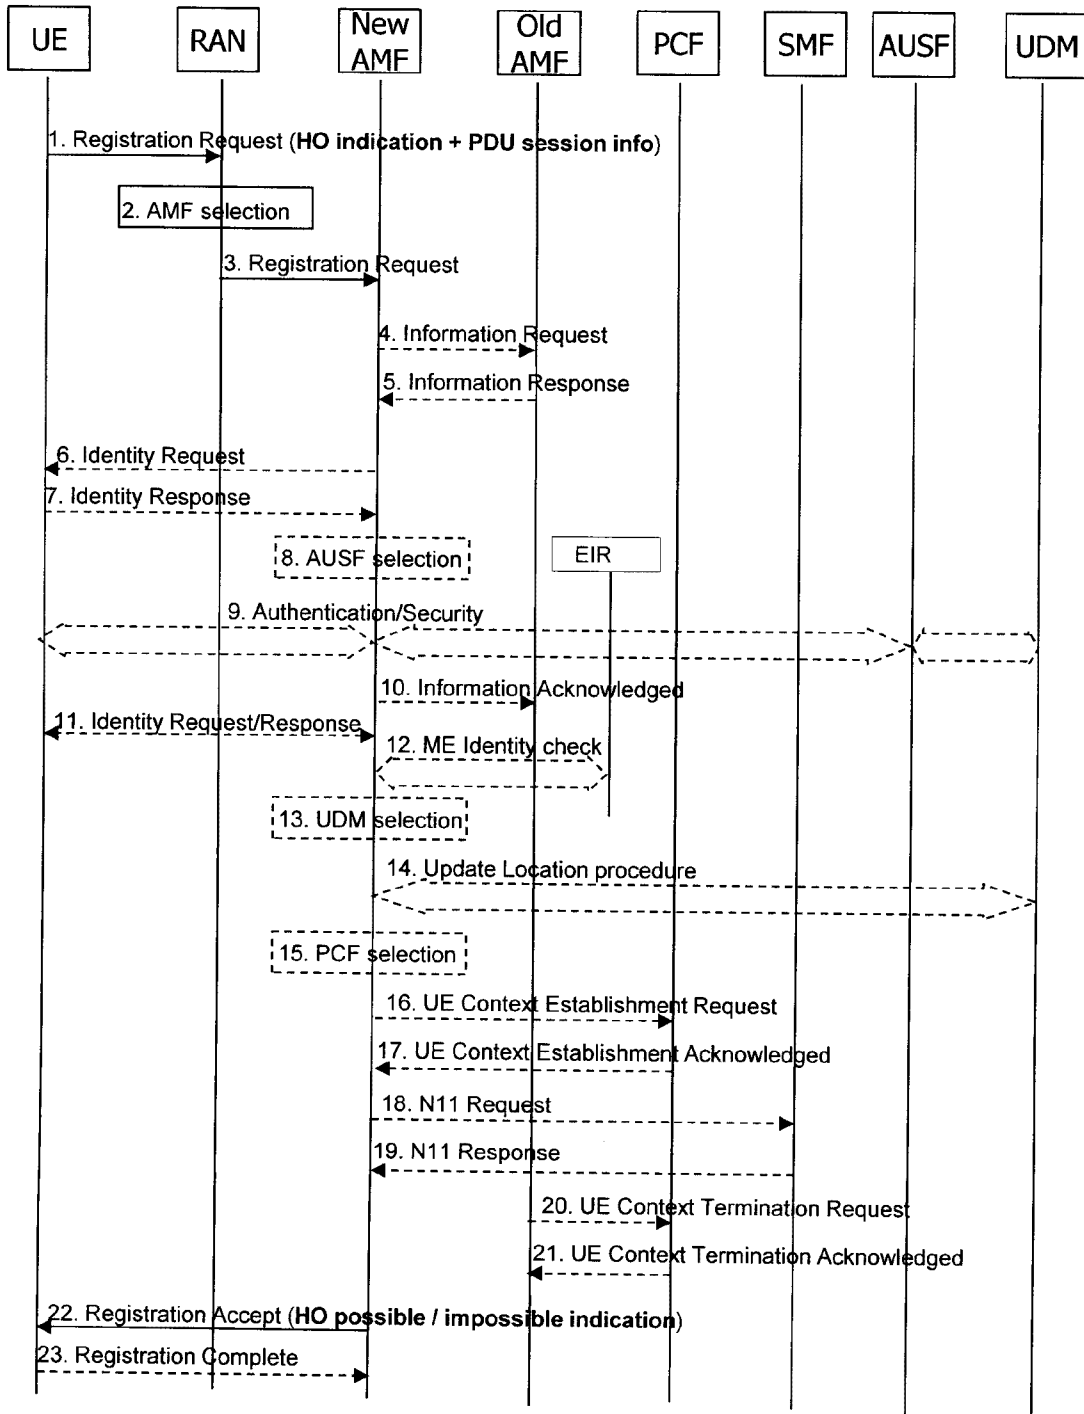 UE
RAN
New
AMF
Old
AMF
PCF
SMF
AUSF
UDM
1. Registration Request (HO indication + PDU session info)
2. AMF selection
3. Registration Request
4. Information Request
5. Information Response
6. Identity Request
7. Identity Response
8. AUSF selection
EIR
9. Authentication/Security
10. Information Acknowledged
11. Identity Request/Response
12. ME Identity check
13. UDM selection
14. Update Location procedure
15. PCF selection
16. UE Context Establishment Request
17. UE Context Establishment Acknowledged
18. N11 Request
19. N11 Response
20. UE Context Termination Request
21. UE Context Termination Acknowledged
22. Registration Accept (HO possible / impossible indication)
23. Registration Complete